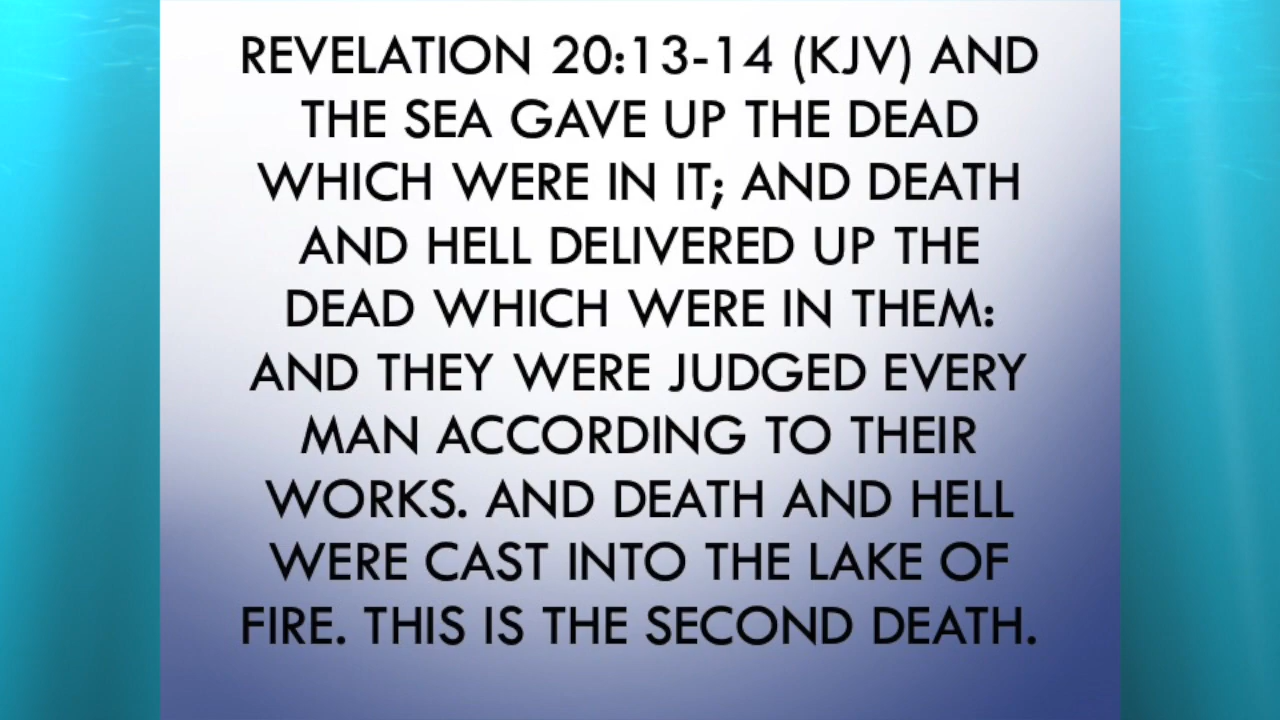 REVELATION 20:13-14 (KJV) AND
THE SEA GAVE UP THE DEAD
WHICH WERE IN IT; AND DEATH
AND HELL DELIVERED UP THE
DEAD WHICH WERE IN THEM:
AND THEY WERE JUDGED EVERY
MAN ACCORDING TO THEIR
WORKS. AND DEATH AND HELL
WERE CAST INTO THE LAKE OF
FIRE. THIS IS THE SECOND DEATH.